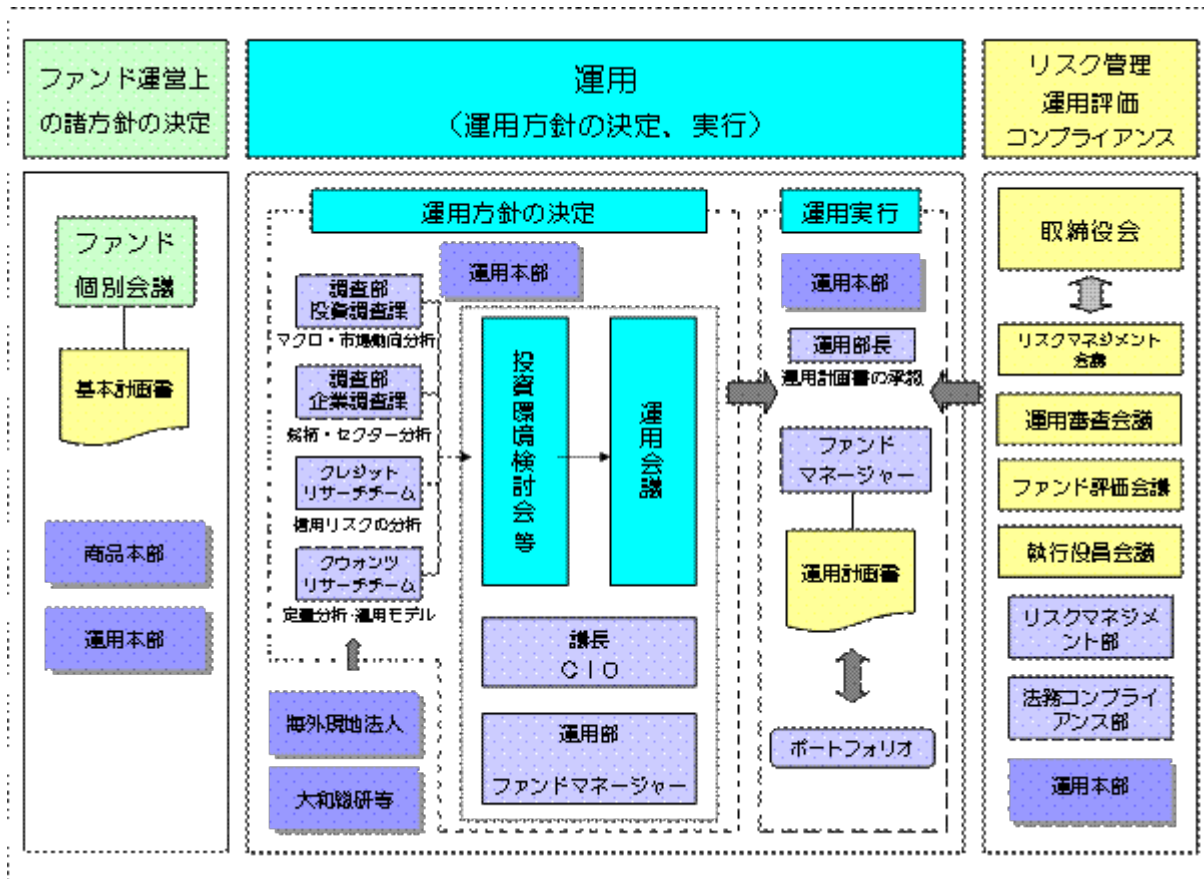 ファンド運営上
の諸方針の決定
運用
(運用方針の決定、実行)
リスク管理
運用評価
コンプライアンス
ファンド
個別会議
基本計画書
商品本部
運用本部
運用方針の決定
運用本部
調査部
投資調査課
マクロ・市場動向分析
調査部
企業調査課
銘柄・セクター分析
クレジット
リサーチチーム
信用リスクの分析
クウォンツ
リサーチチーム
定量分析・運用モデル
海外現地法人
大和総研等
投資環境検討会等
運用会議
議長
CIO
運用部
ファンドマネージャー
運用実行
運用本部
運用部長
運用計画書の承認
ファンド
マネージャー
運用計画書
ポートフォリオ
取締役会
リスクマネジメント
会議
運用審査会議
ファンド評価会議
執行役員会議
リスクマネジメ
ント部
法務コンプライ
アンス部
運用本部